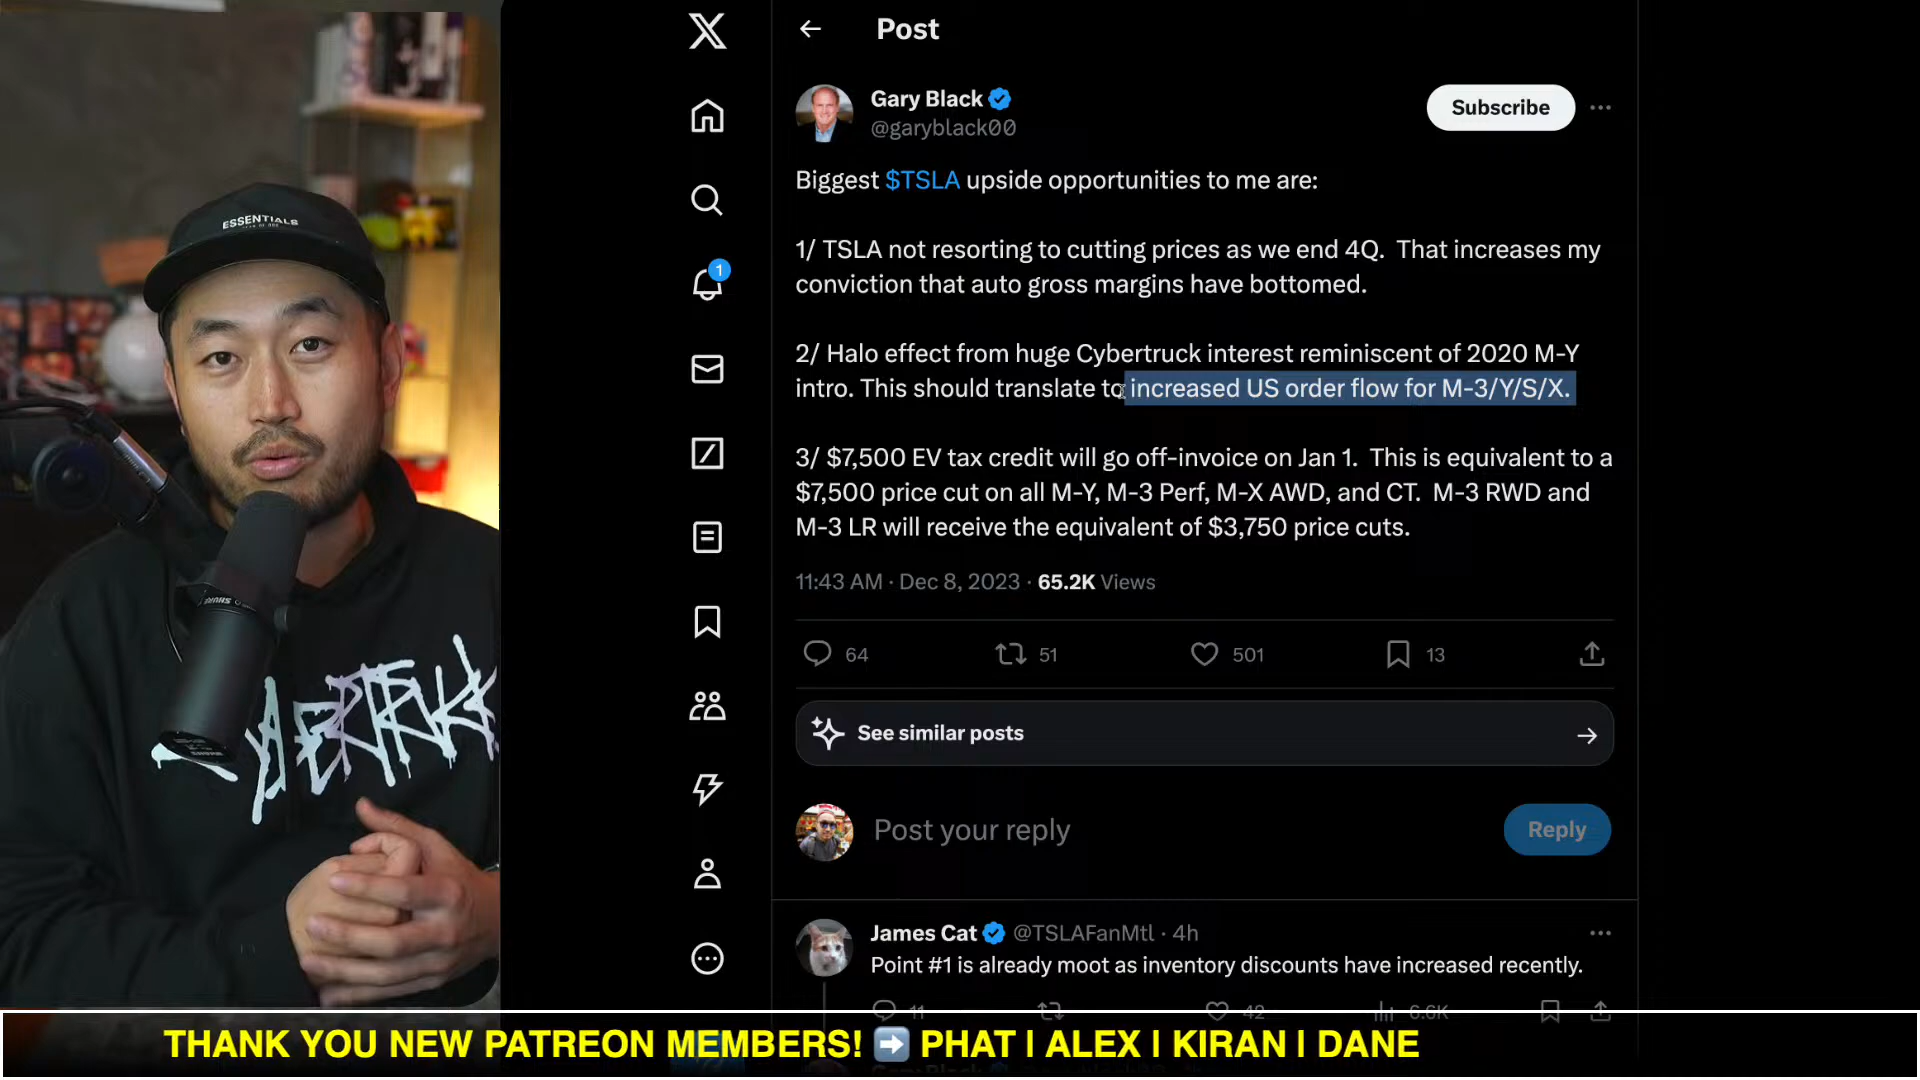 Post
Gary Black
@garyblack00
Subscribe
Biggest $TSLA upside opportunities to me are:
1/ TSLA not resorting to cutting prices as we end 4Q. That increases my
conviction that auto gross margins have bottomed.
2/ Halo effect from huge Cybertruck interest reminiscent of 2020 M-Y
intro. This should translate to increased US order flow for M-3/Y/S/X.
3/ $7,500 EV tax credit will go off-invoice on Jan 1. This is equivalent to a
$7,500 price cut on all M-Y, M-3 Perf, M-X AWD, and CT. M-3 RWD and
M-3 LR will receive the equivalent of $3,750 price cuts.
11:43 AM · Dec 8, 2023 · 65.2K Views
64
51
501
13
See similar posts
Post your reply
Reply
James Cat @TSLAFanMtl · 4h
Point #1 is already moot as inventory discounts have increased recently.
11
42
6.6K
1
ESSENTIALS
SHURE
CYBERTRUCK
THANK YOU NEW PATREON MEMBERS! ➡️ PHAT | ALEX | KIRAN | DANE